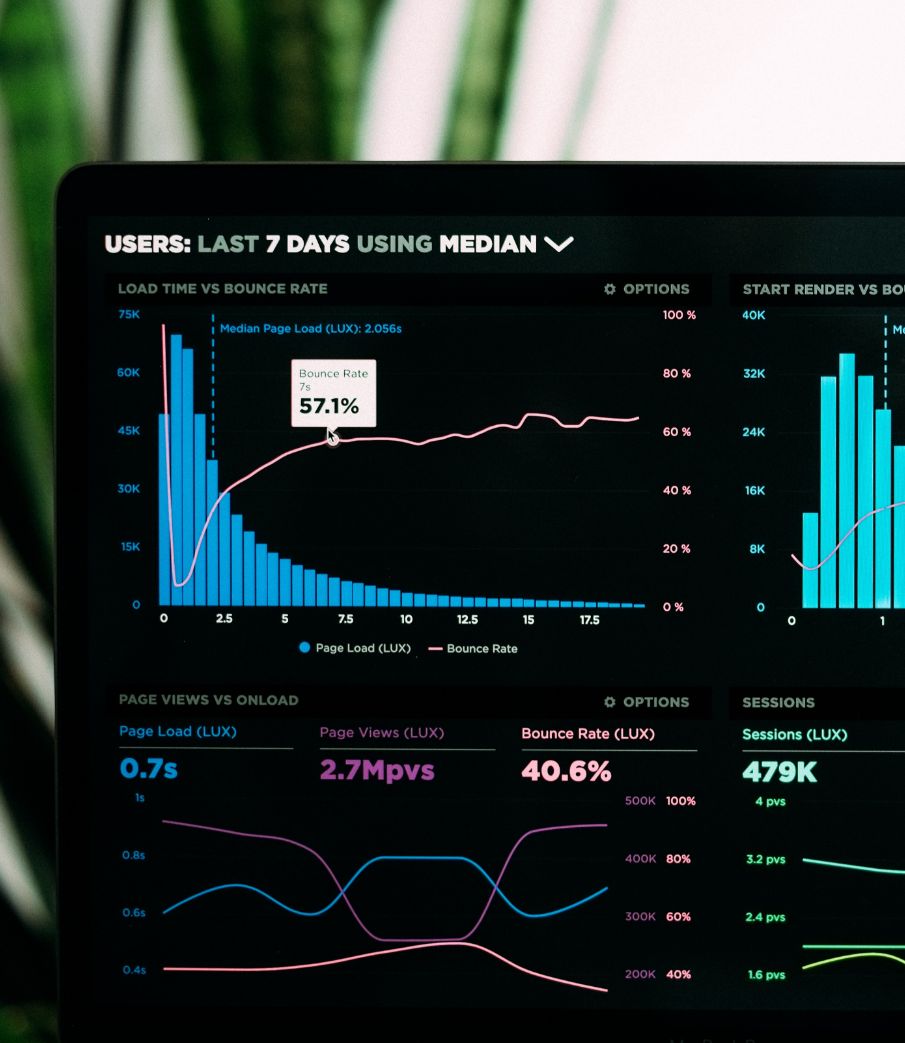 USERS: LAST 7 DAYS USING MEDIAN
LOAD TIME VS BOUNCE RATE
OPTIONS
75K
60K
45K
30K
15K
0
Median Page Load (LUX): 2.056s
Bounce Rate
7s
57.1%
100 %
80 %
60 %
40 %
20 %
0 %
0 2.5 5 7.5 10 12.5 15 17.5
Page Load (LUX) Bounce Rate
START RENDER VS BOU
40K
32K
24K
16K
8K
0
0 1
PAGE VIEWS VS ONLOAD
OPTIONS
Page Load (LUX) Page Views (LUX) Bounce Rate (LUX)
0.7s 2.7Mpvs 40.6%
1s
0.8s
0.6s
0.4s
500K 100%
400K 80%
300K 60%
200K 40%
SESSIONS
Sessions (LUX)
479K
4 pvs
3.2 pvs
2.4 pvs
1.6 pvs